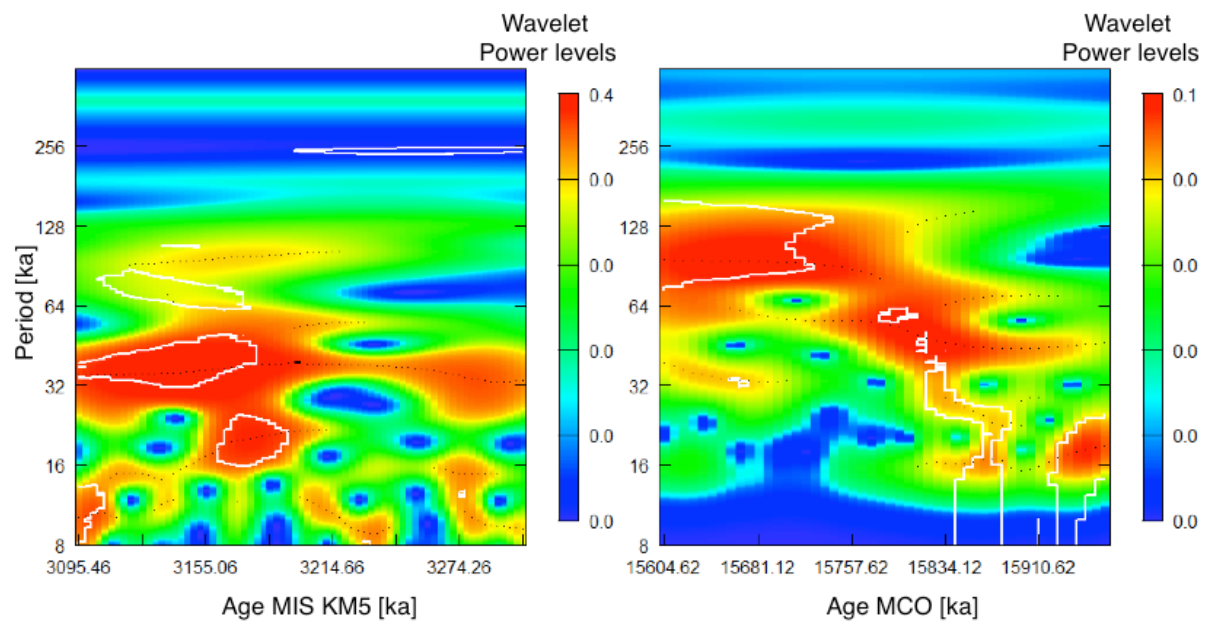 Wavelet
Power levels
0.4
0.0
0.0
0.0
0.0
0.0
256
128
64
32
16
8
Period [ka]
3095.46 3155.06 3214.66 3274.26
Age MIS KM5 [ka]
Wavelet
Power levels
0.1
0.0
0.0
0.0
0.0
0.0
256
128
64
32
16
8
15604.62 15681.12 15757.62 15834.12 15910.62
Age MCO [ka]